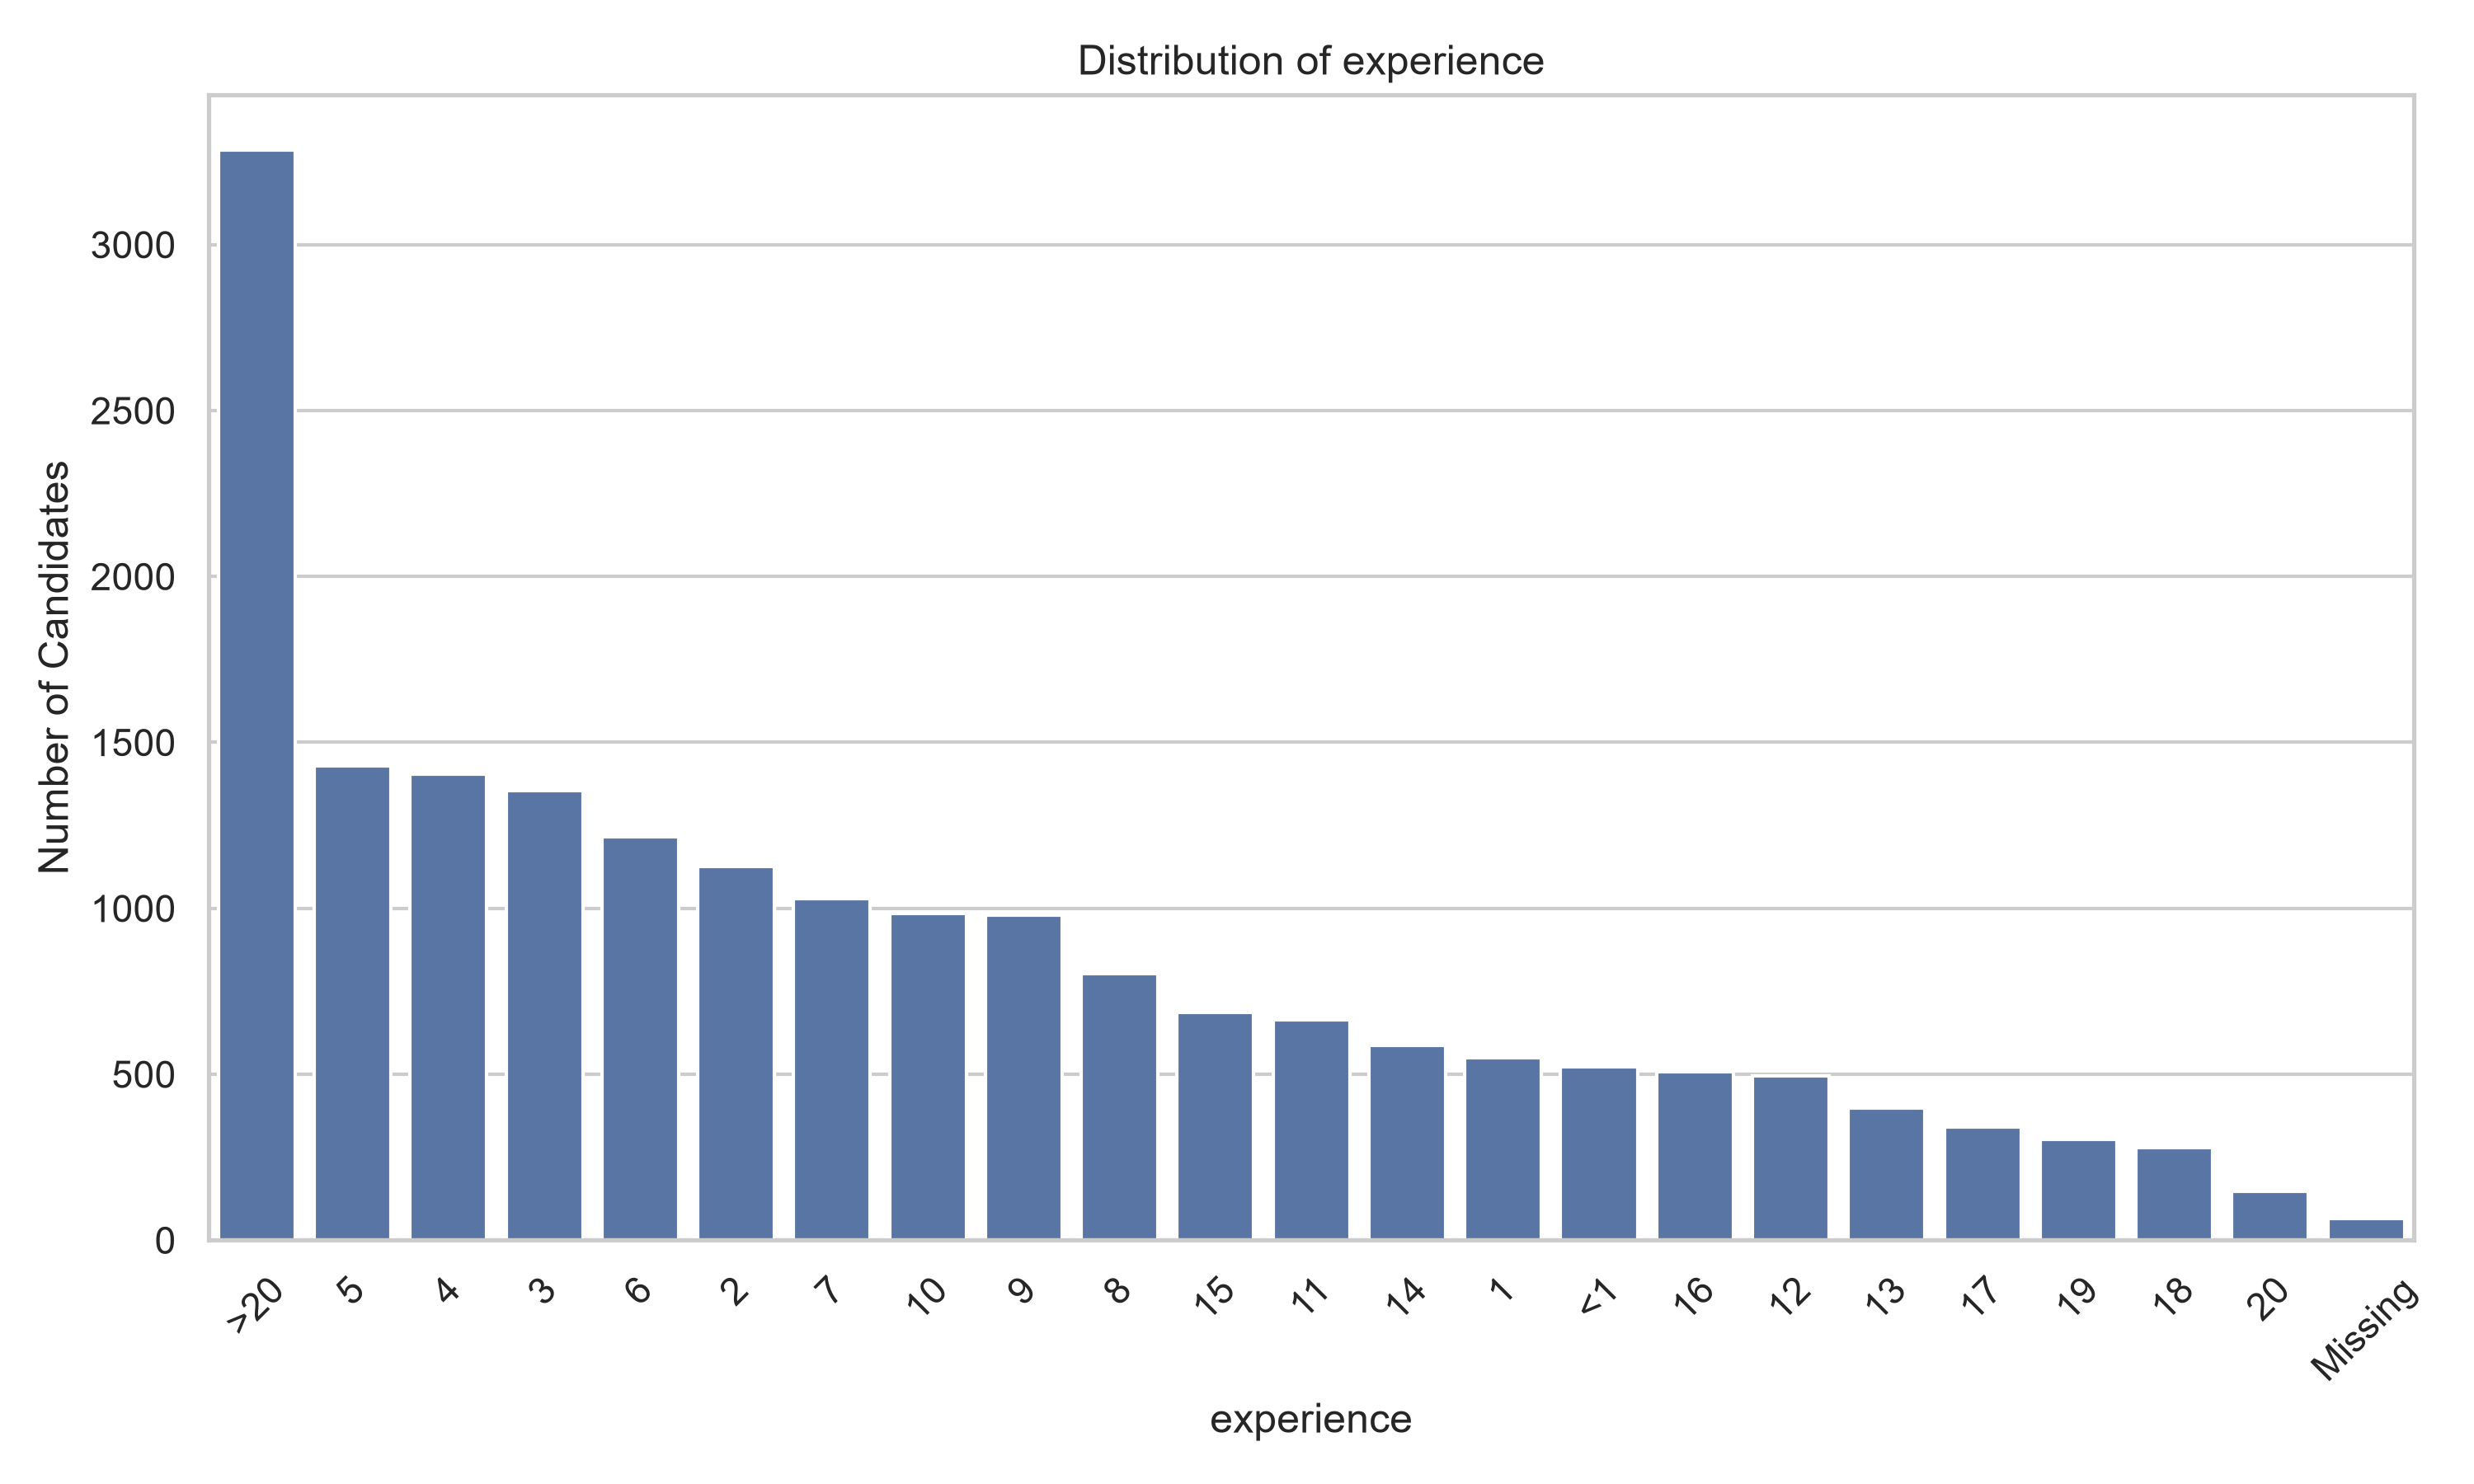 Distribution of experience
Number of Candidates
3000
2500
2000
1500
1000
500
0
>20 5 4 3 6 2 7 10 9 8 15 11 14 1 <1 16 12 13 17 19 18 20 Missing
experience